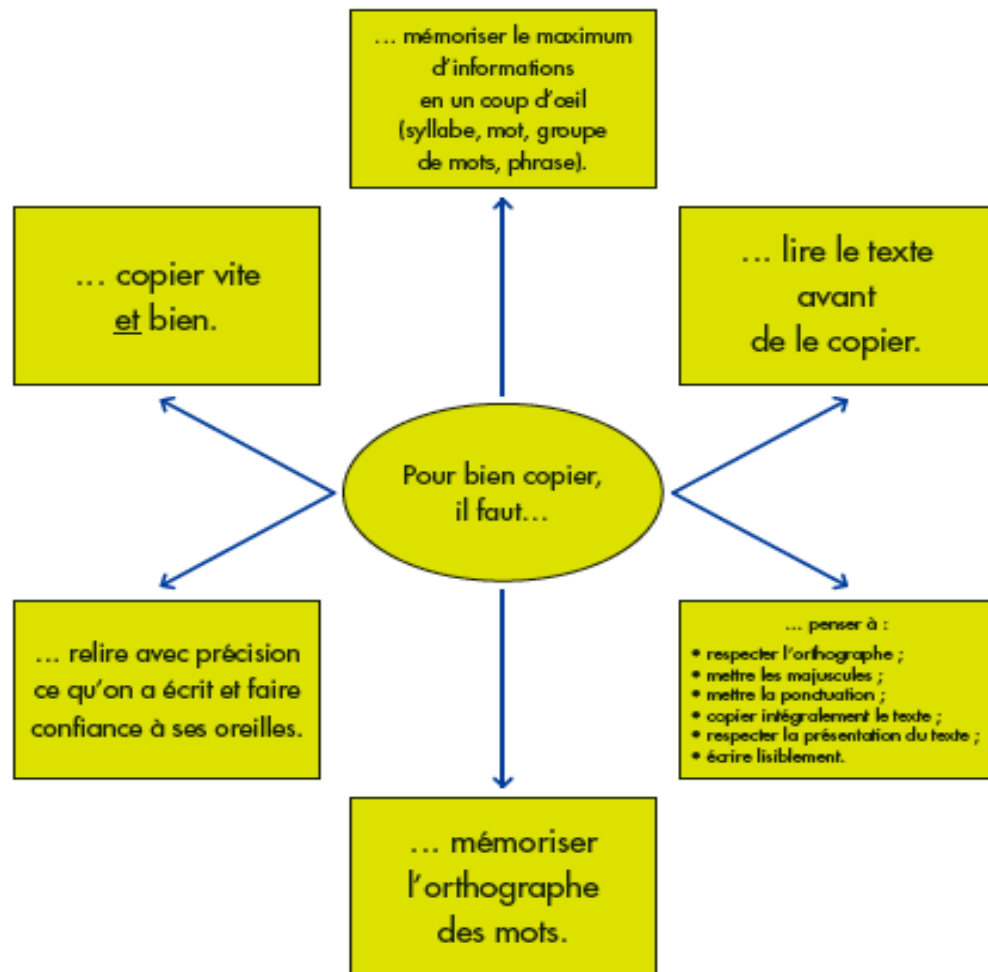 ... mémoriser le maximum
d'informations
en un coup d'œil
(syllabe, mot, groupe
de mots, phrase).
... copier vite
et bien.
... lire le texte
avant
de le copier.
Pour bien copier,
il faut...
... relire avec précision
ce qu'on a écrit et faire
confiance à ses oreilles.
... penser à :
• respecter l'orthographe ;
• mettre les majuscules ;
• mettre la ponctuation ;
• copier intégralement le texte ;
• respecter la présentation du texte ;
• écrire lisiblement.
... mémoriser
l'orthographe
des mots.